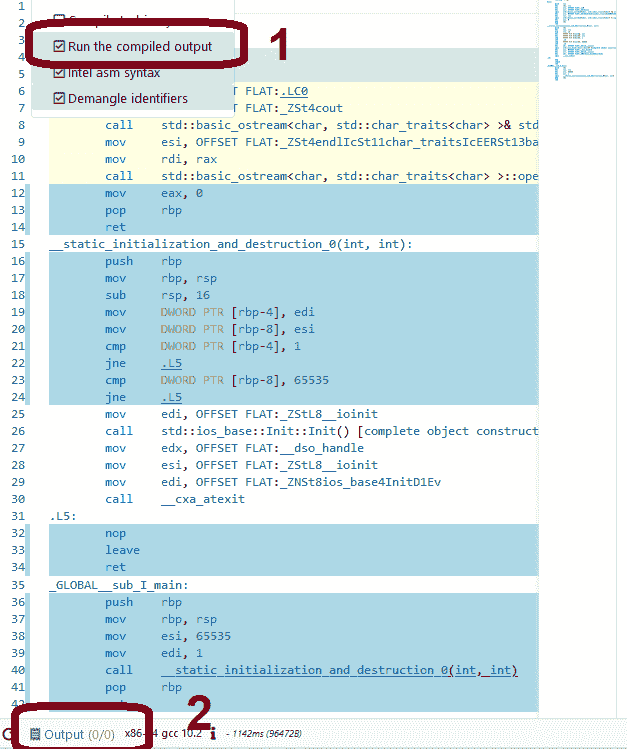 1
2
Run the compiled output
1
3
4
5
Intel asm syntax
Demangle identifiers
6 FLAT:.LC0
7 FLAT:_ZSt4cout
8 call std::basic_ostream<char, std::char_traits<char> >& std
9 mov esi, OFFSET FLAT:_ZSt4endlIcSt11char_traitsIcEERSt13ba
10 mov rdi, rax
11 call std::basic_ostream<char, std::char_traits<char> >::ope
12 mov eax, 0
13 pop rbp
14 ret
15 __static_initialization_and_destruction_0(int, int):
16 push rbp
17 mov rbp, rsp
18 sub rsp, 16
19 mov DWORD PTR [rbp-4], edi
20 mov DWORD PTR [rbp-8], esi
21 cmp DWORD PTR [rbp-4], 1
22 jne .L5
23 cmp DWORD PTR [rbp-8], 65535
24 jne .L5
25 mov edi, OFFSET FLAT:_ZStL8__ioinit
26 call std::ios_base::Init::Init() [complete object construct
27 mov edx, OFFSET FLAT:__dso_handle
28 mov esi, OFFSET FLAT:_ZStL8__ioinit
29 mov edi, OFFSET FLAT:_ZNSt8ios_base4InitD1Ev
30 call __cxa_atexit
31 .L5:
32 nop
33 leave
34 ret
35 _GLOBAL__sub_I_main:
36 push rbp
37 mov rbp, rsp
38 mov esi, 65535
39 mov edi, 1
40 call __static_initialization_and_destruction_0(int, int)
41 pop rbp
2
Output (0/0) x86-64 gcc 10.2 i - 1142ms (96472B)